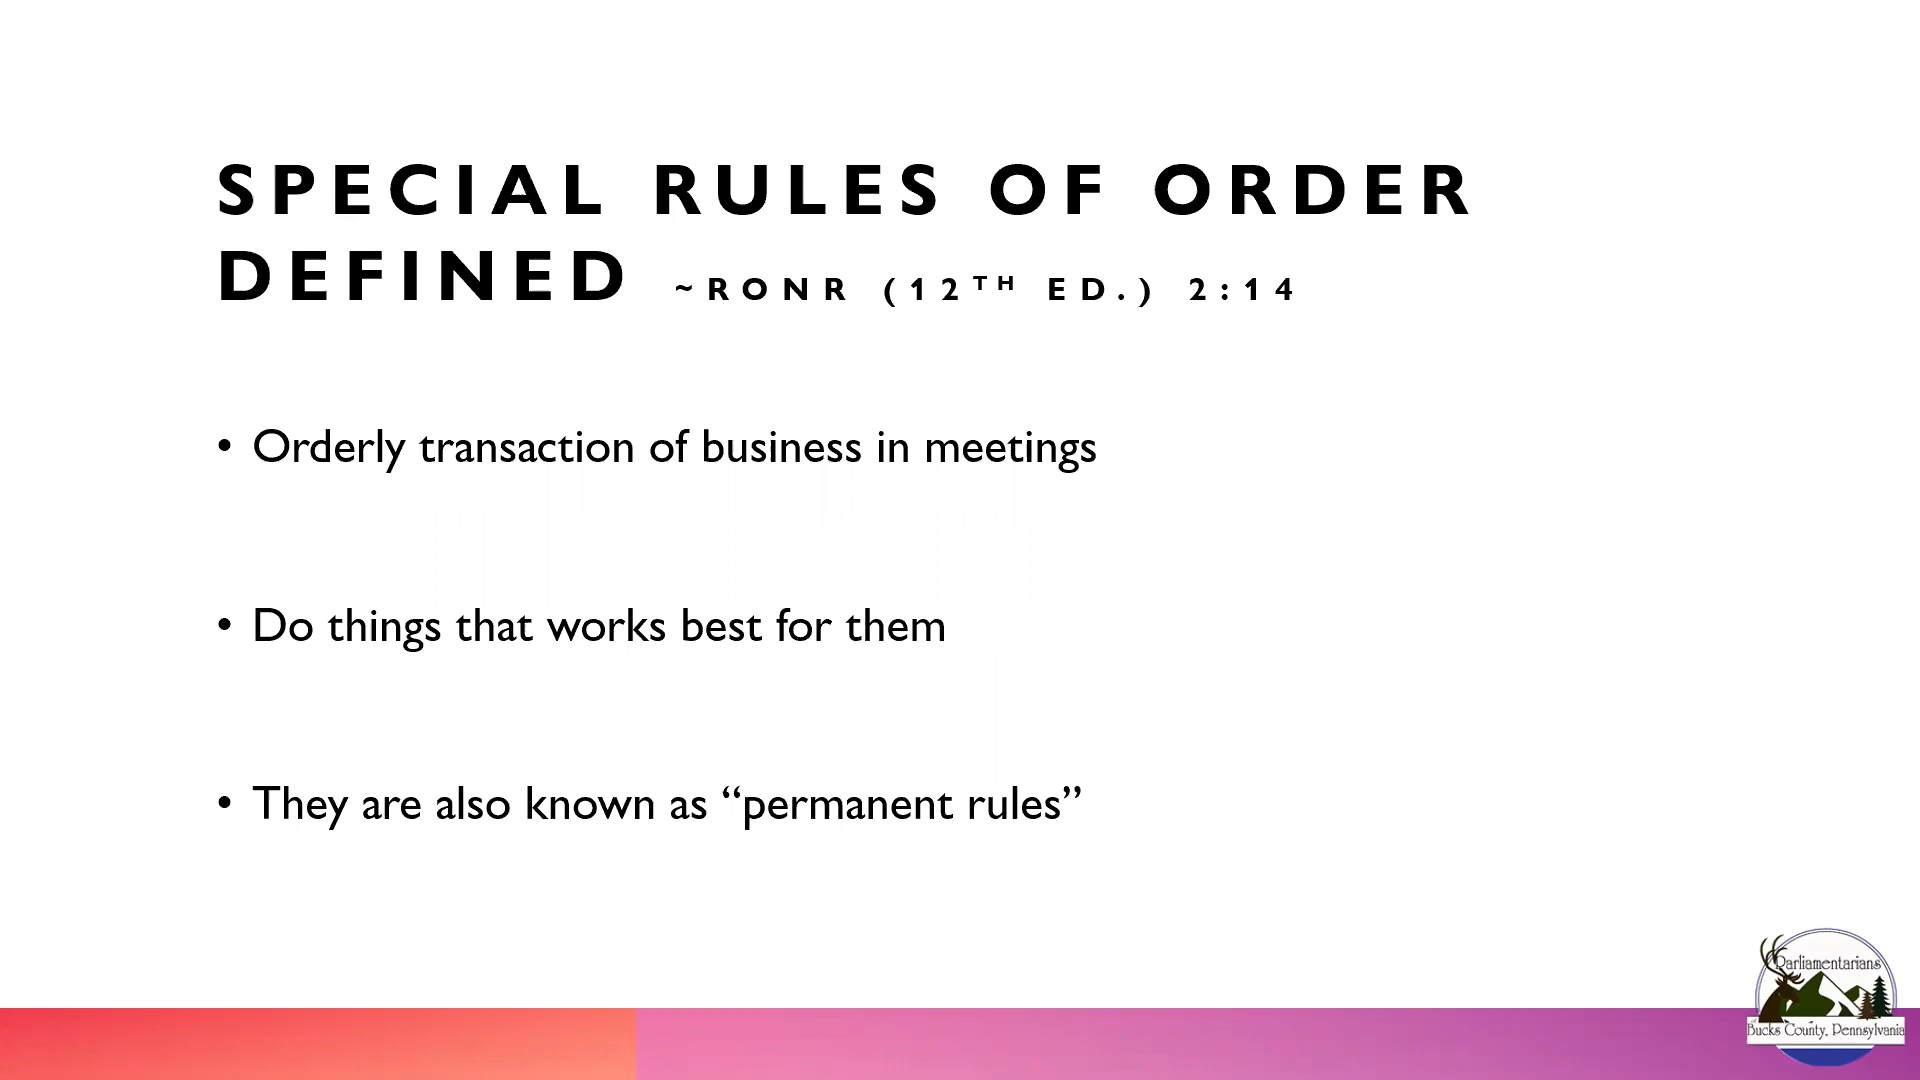 SPECIAL RULES OF ORDER
DEFINED ~RONR (12TH ED.) 2:14
• Orderly transaction of business in meetings
• Do things that works best for them
• They are also known as “permanent rules”
Parliamentarians
Bucks County, Pennsylvania